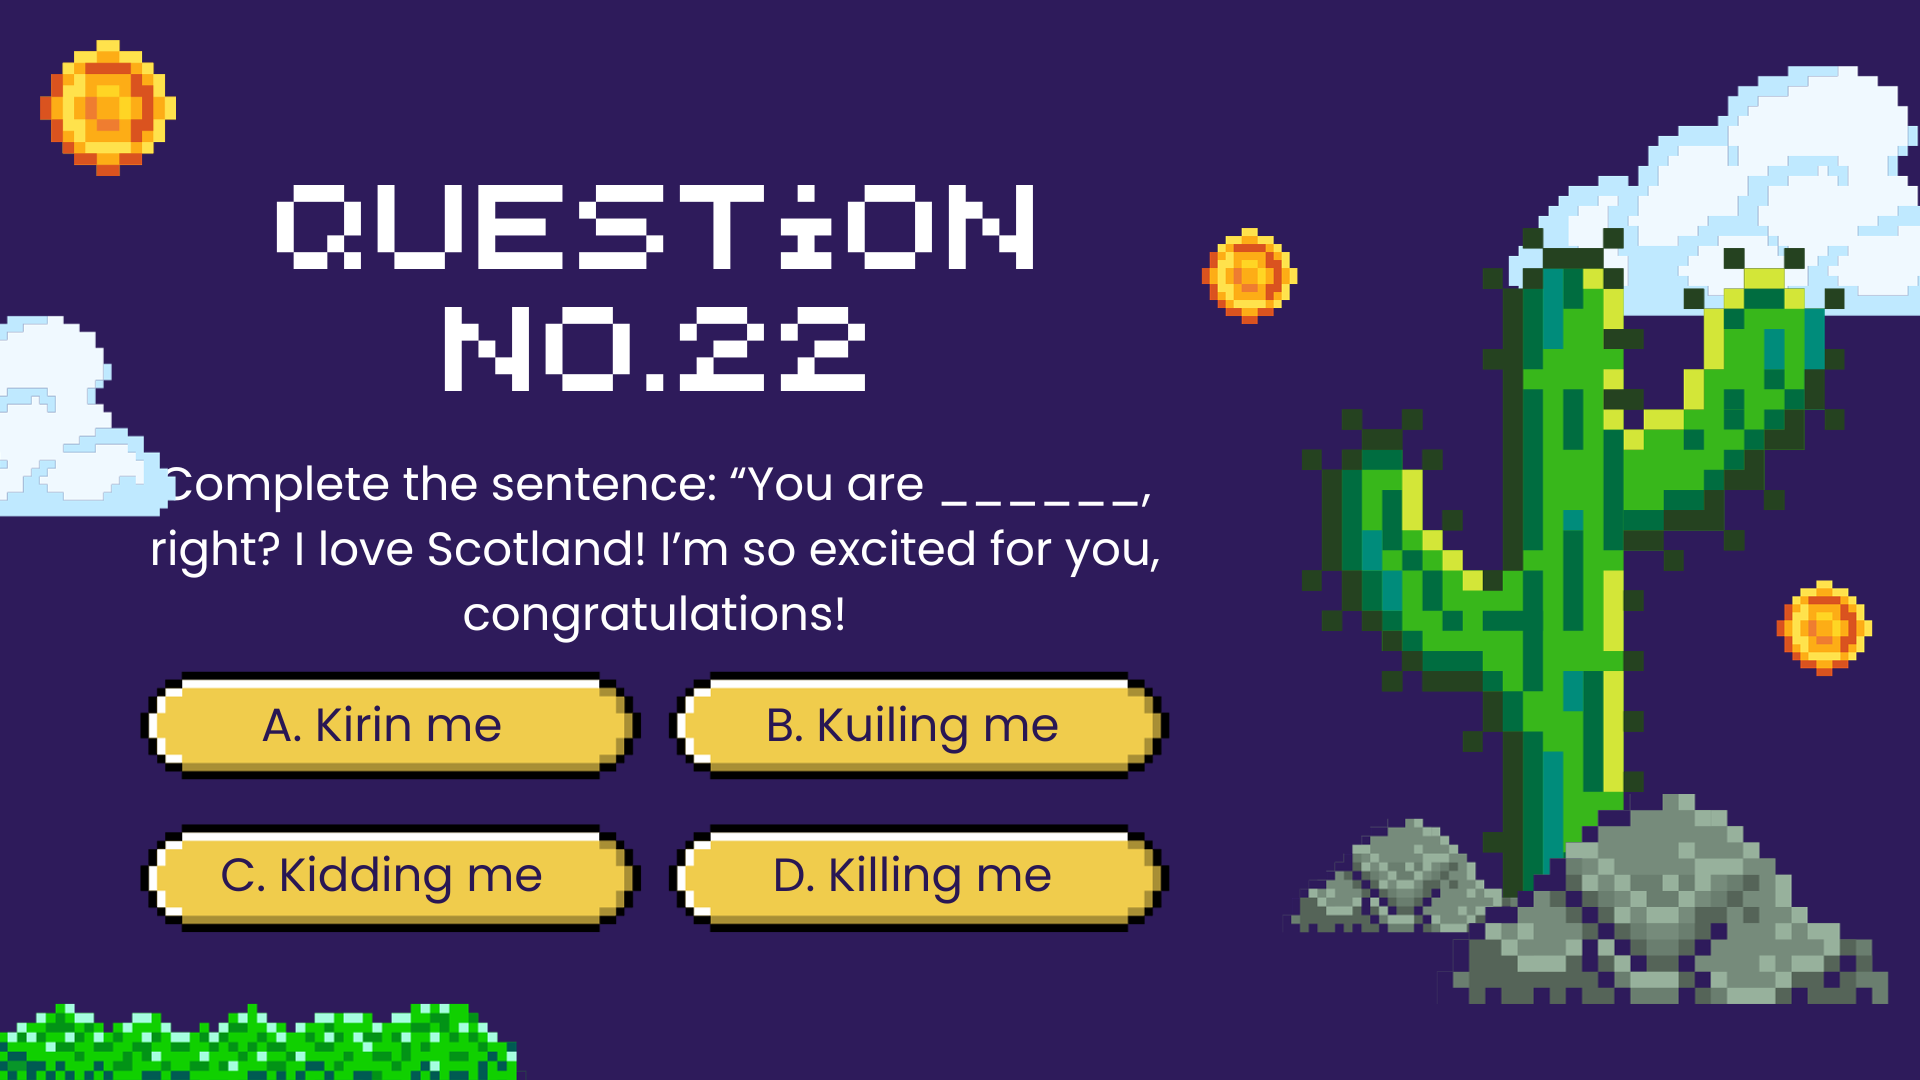 QUESTiON
NO.22
Complete the sentence: “You are ______,
right? I love Scotland! I’m so excited for you,
congratulations!
A. Kirin me
B. Kuiling me
C. Kidding me
D. Killing me